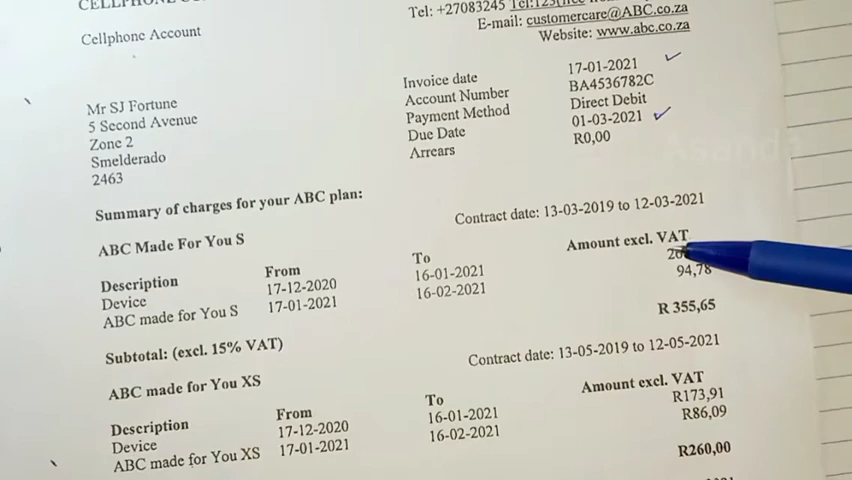 Cellphone Account
Tel: +27083245
E-mail: customercare@ABC.co.za
Website: www.abc.co.za
Mr SJ Fortune
5 Second Avenue
Zone 2
Smelderado
2463
Invoice date 17-01-2021
Account Number BA4536782C
Payment Method Direct Debit
Due Date 01-03-2021
Arrears R0,00
Summary of charges for your ABC plan:
Contract date: 13-03-2019 to 12-03-2021
ABC Made For You S
Description From To Amount excl. VAT
Device 17-12-2020 16-01-2021
ABC made for You S 17-01-2021 16-02-2021 94,78
Subtotal: (excl. 15% VAT) R 355,65
Contract date: 13-05-2019 to 12-05-2021
ABC made for You XS
Description From To Amount excl. VAT
Device 17-12-2020 16-01-2021 R173,91
ABC made for You XS 17-01-2021 16-02-2021 R86,09
R260,00